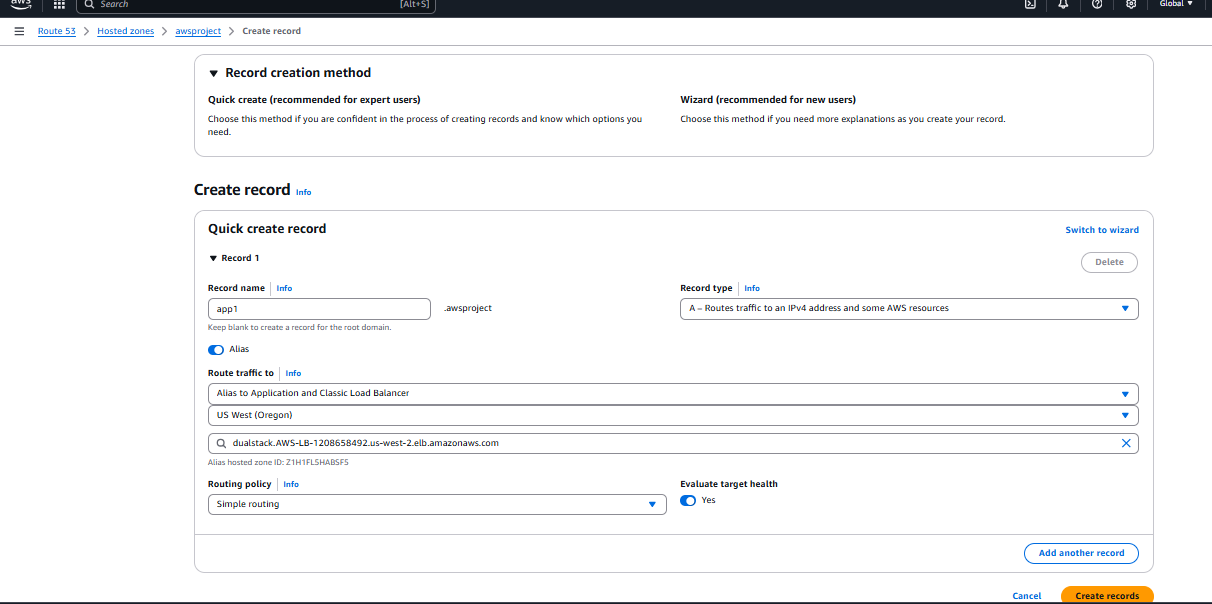 aws
Search [Alt+S] Global
Route 53 > Hosted zones > awsproject > Create record
Record creation method
Quick create (recommended for expert users)
Choose this method if you are confident in the process of creating records and know which options you
need.
Wizard (recommended for new users)
Choose this method if you need more explanations as you create your record.
Create record Info
Quick create record
Switch to wizard
Record 1
Delete
Record name Info
app1 .awsproject
Keep blank to create a record for the root domain.
Record type Info
A – Routes traffic to an IPv4 address and some AWS resources
Alias
Route traffic to Info
Alias to Application and Classic Load Balancer
US West (Oregon)
dualstack.AWS-LB-1208658492.us-west-2.elb.amazonaws.com
Alias hosted zone ID: Z1H1FL5HABSF5
Routing policy Info
Simple routing
Evaluate target health
Yes
Add another record
Cancel
Create records